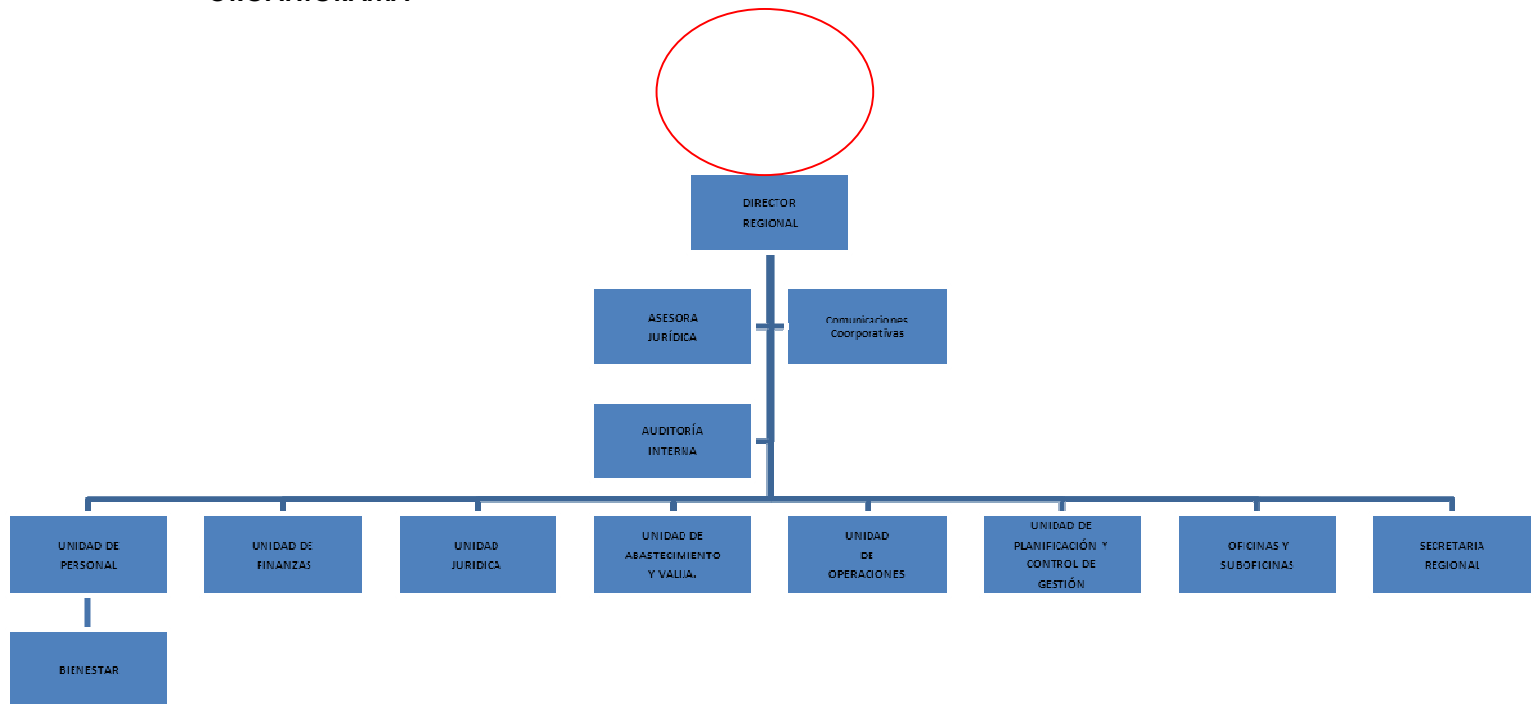 DIRECTOR
REGIONAL
ASESORA
JURÍDICA
Comunicaciones
Coorporativas
AUDITORÍA
INTERNA
UNIDAD DE
PERSONAL
UNIDAD DE
FINANZAS
UNIDAD
JURIDICA
UNIDAD DE
ABASTECIMIENTO
Y VALIJA.
UNIDAD
DE
OPERACIONES
UNIDAD DE
PLANIFICACIÓN Y
CONTROL DE
GESTIÓN
OFICINAS Y
SUBOFICINAS
SECRETARIA
REGIONAL
BIENESTAR